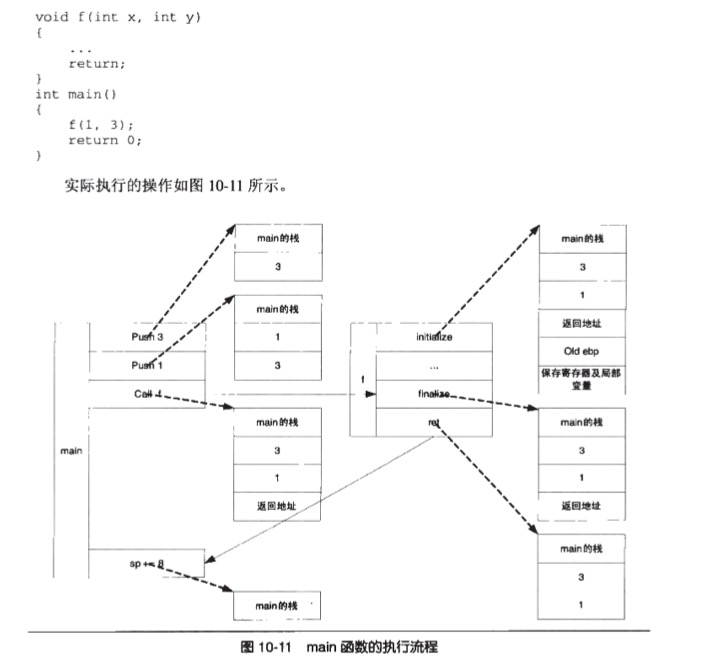 void f(int x, int y)
{
...
return;
}
int main()
{
f(1, 3);
return 0;
}
实际执行的操作如图 10-11 所示。
main的栈
3
main的栈
1
3
main
Push 3
Push 1
Call f
main的栈
3
1
返回地址
sp += 8
main的栈
f
initialize
...
finalize
ret
main的栈
3
1
返回地址
Old ebp
保存寄存器及局部
变量
main的栈
3
1
返回地址
main的栈
3
1
图 10-11 main 函数的执行流程